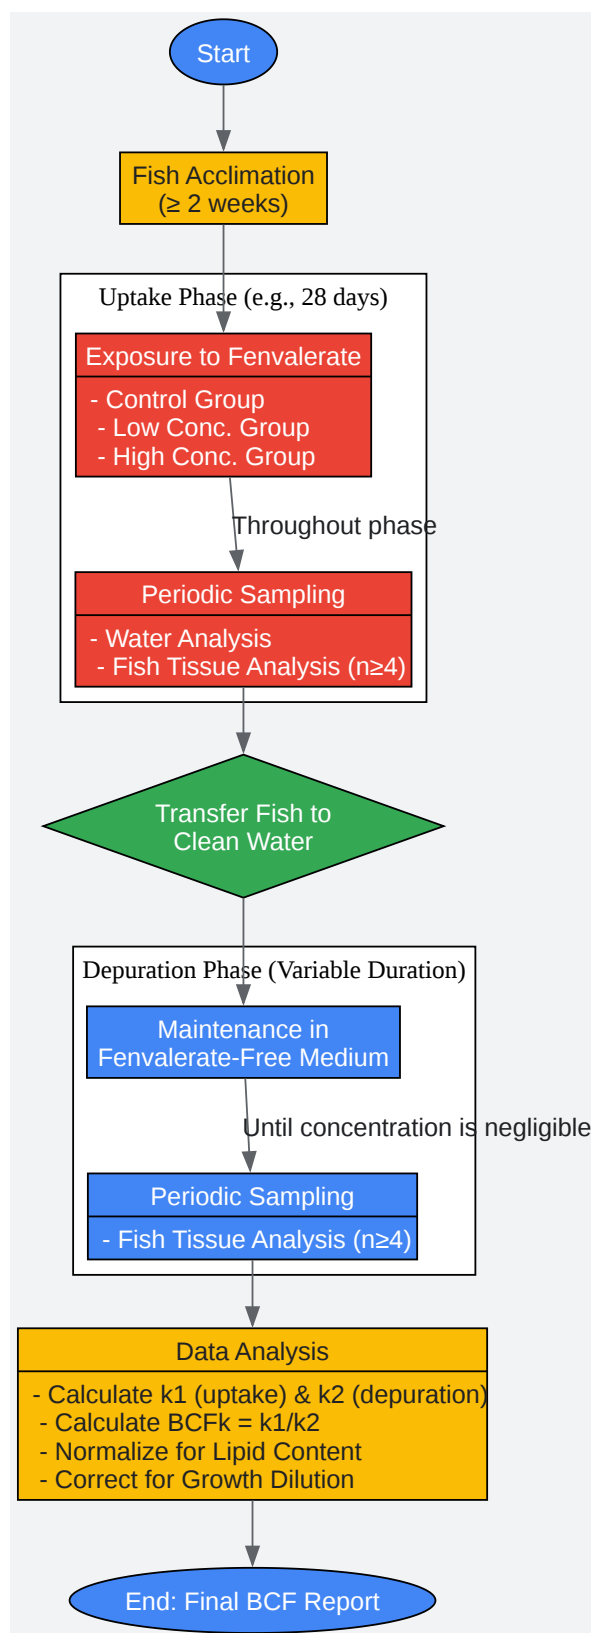 Start
Fish Acclimation
(≥ 2 weeks)
Uptake Phase (e.g., 28 days)
Exposure to Fenvalerate
- Control Group
- Low Conc. Group
- High Conc. Group
Throughout phase
Periodic Sampling
- Water Analysis
- Fish Tissue Analysis (n≥4)
Transfer Fish to
Clean Water
Depuration Phase (Variable Duration)
Maintenance in
Fenvalerate-Free Medium
Until concentration is negligible
Periodic Sampling
- Fish Tissue Analysis (n≥4)
Data Analysis
- Calculate k1 (uptake) & k2 (depuration)
- Calculate BCFk = k1/k2
- Normalize for Lipid Content
- Correct for Growth Dilution
End: Final BCF Report